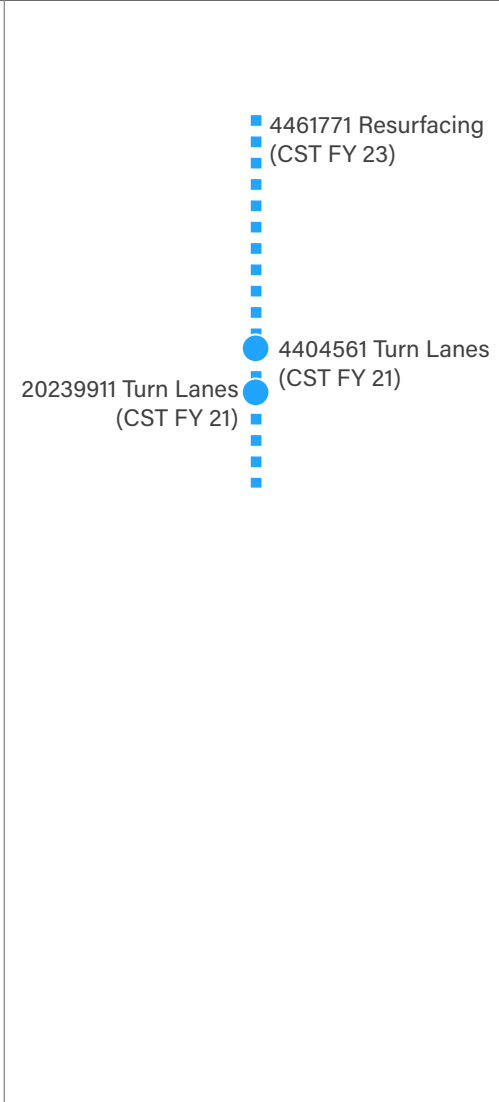 4461771 Resurfacing
(CST FY 23)
4404561 Turn Lanes
(CST FY 21)
20239911 Turn Lanes
(CST FY 21)